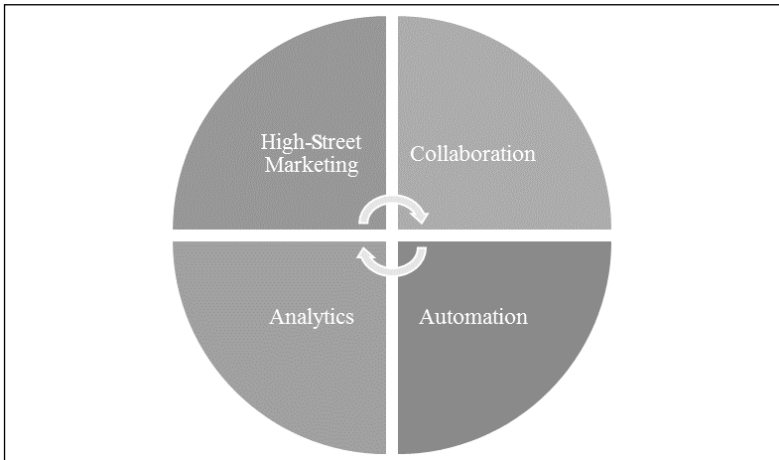 High-Street
Marketing
Collaboration
Analytics
Automation